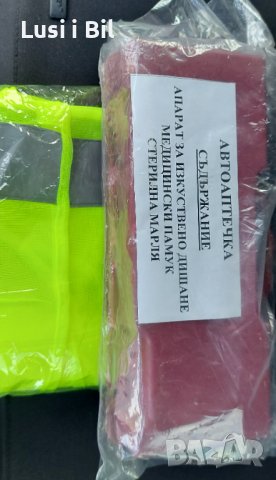 Lusi i Bil
АВТОАПТЕЧКА
СЪДЪРЖАНИЕ
АПАРАТ ЗА ИЗКУСТВЕНО ДИШАНЕ
МЕДИЦИНСКИ ПАМУК
СТЕРИЛНА МАРЛЯ
BAZAR